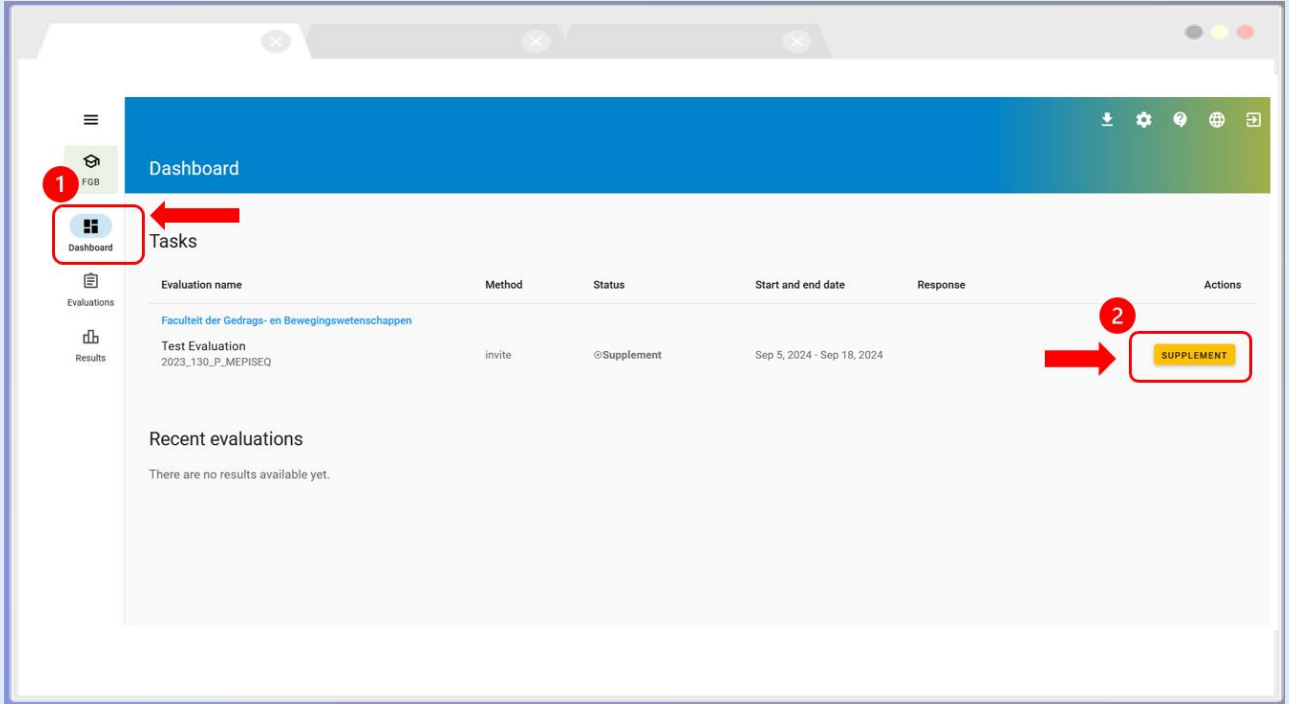 FGB
1
Dashboard
Dashboard
Tasks
Evaluations
Results
Evaluation name Method Status Start and end date Response Actions
Faculteit der Gedrags- en Bewegingswetenschappen
2
Test Evaluation
2023_130_P_MEPISEQ
invite Supplement Sep 5, 2024 - Sep 18, 2024 SUPPLEMENT
Recent evaluations
There are no results available yet.